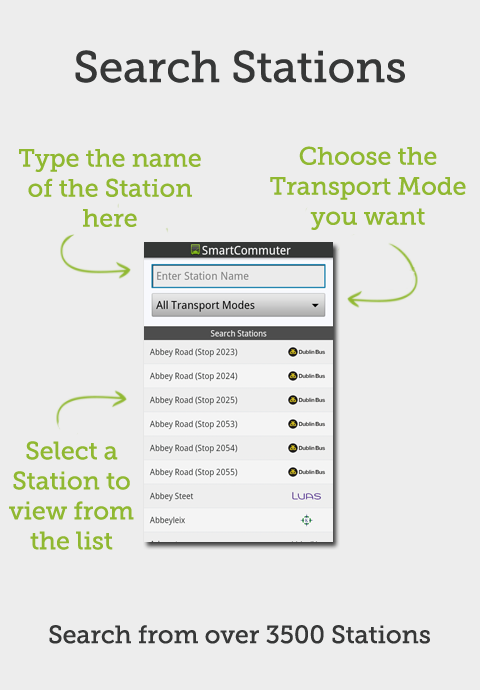 Search Stations
Type the name
of the Station
here
Choose the
Transport Mode
you want
SmartCommuter
Enter Station Name
All Transport Modes
Search Stations
Abbey Road (Stop 2023) Dublin Bus
Abbey Road (Stop 2024) Dublin Bus
Abbey Road (Stop 2025) Dublin Bus
Abbey Road (Stop 2053) Dublin Bus
Abbey Road (Stop 2054) Dublin Bus
Abbey Road (Stop 2055) Dublin Bus
Abbey Steet LUAS
Abbeyleix
Select a
Station to
view from
the list
Search from over 3500 Stations